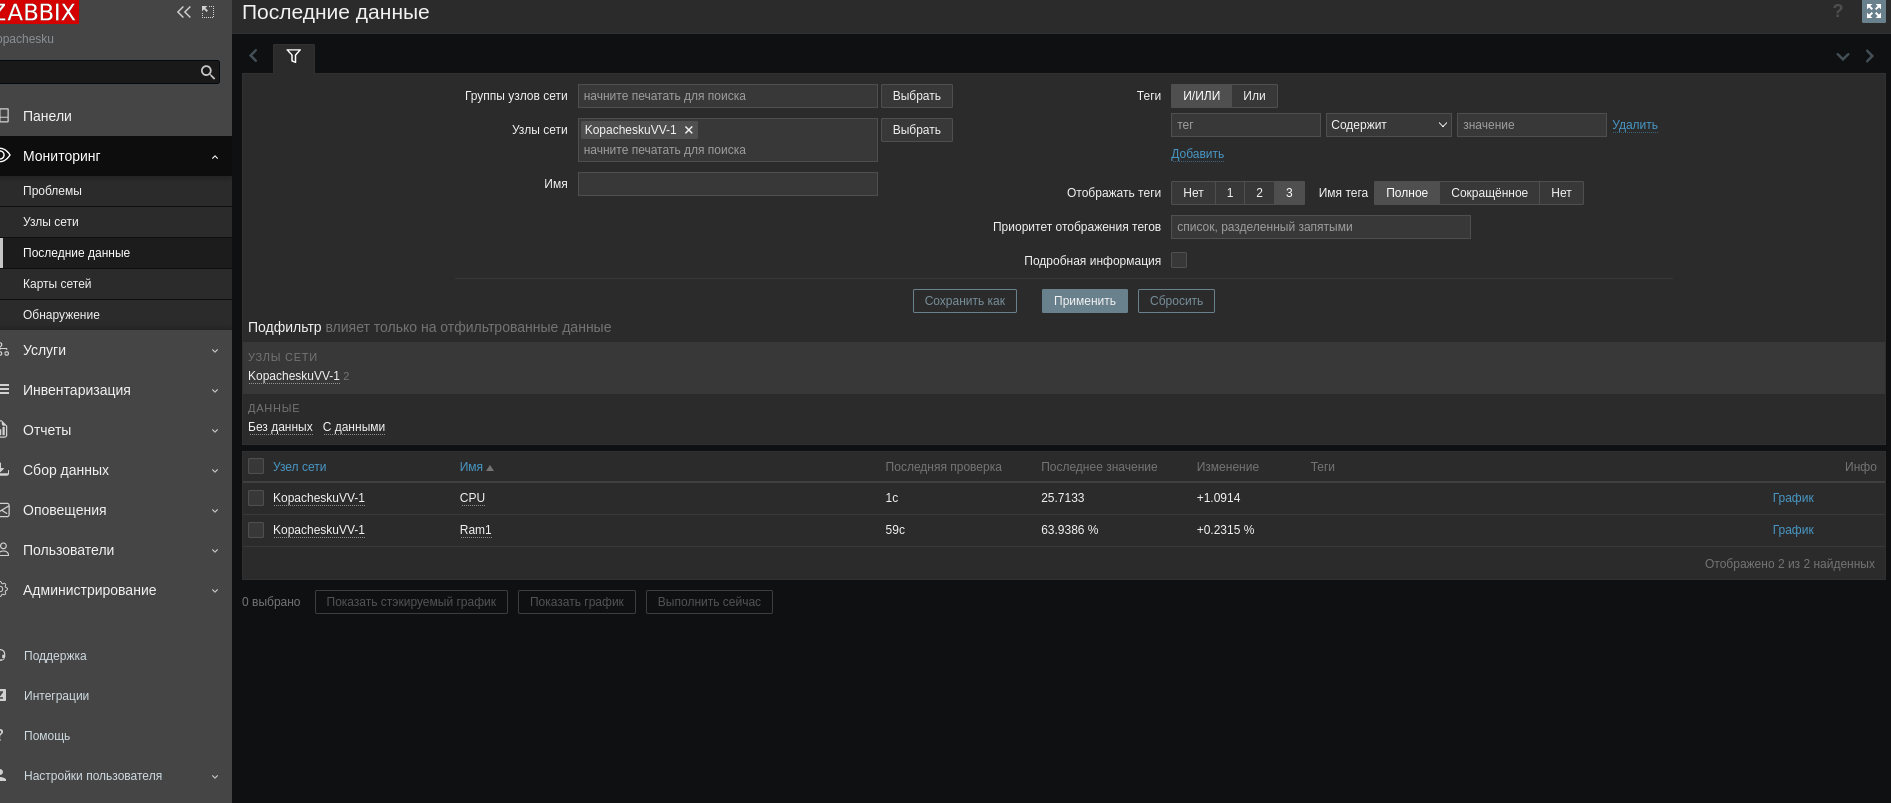 ZABBIX
opachesku
Панели
Мониторинг
Проблемы
Узлы сети
Последние данные
Карты сетей
Обнаружение
Услуги
Инвентаризация
Отчеты
Сбор данных
Оповещения
Пользователи
Администрирование
Поддержка
Интеграции
Помощь
Настройки пользователя
Последние данные
?
Группы узлов сети начните печатать для поиска Выбрать
Узлы сети KopacheskuVV-1 Выбрать
начните печатать для поиска
Имя
Теги И/ИЛИ Или
тег Содержит значение Удалить
Добавить
Отображать теги Нет 1 2 3 Имя тега Полное Сокращённое Нет
Приоритет отображения тегов список, разделенный запятыми
Подробная информация
Сохранить как Применить Сбросить
Подфильтр влияет только на отфильтрованные данные
УЗЛЫ СЕТИ
KopacheskuVV-1 2
ДАННЫЕ
Без данных С данными
Узел сети Имя Последняя проверка Последнее значение Изменение Теги Инфо
KopacheskuVV-1 CPU 1с 25.7133 +1.0914 График
KopacheskuVV-1 Ram1 59с 63.9386 % +0.2315 % График
Отображено 2 из 2 найденных
0 выбрано Показать стэкируемый график Показать график Выполнить сейчас